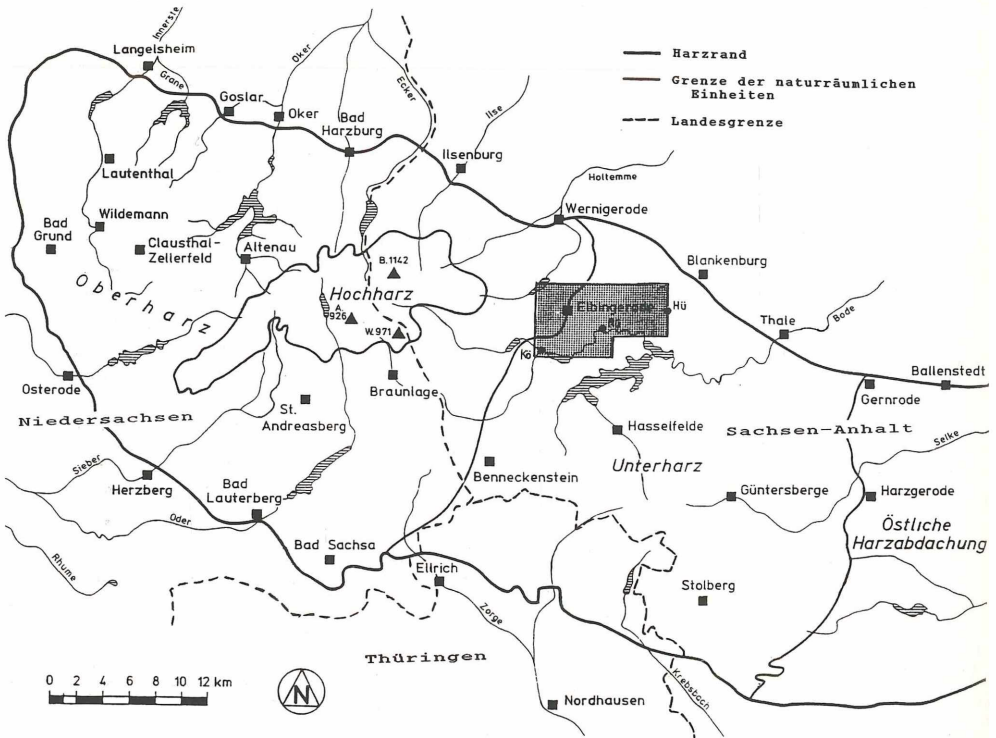 Innerste
Langelsheim
Grane
Oker
Ecker
Ilse
Harzrand
Grenze der naturräunlichen
Einheiten
Landesgrenze
Goslar
Oker
Bad
Harzburg
Ilsenburg
Holtemme
Lautenthal
Wildemann
Wernigerode
Bad
Grund
Clausthal-
Zellerfeld
Altenau
B.1142
Blankenburg
Oberharz
Hochharz
A.
926
W.971
Elbingerode
Hü
Rü
Kö
Thale
Bode
Osterode
Braunlage
Ballenstedt
Gernrode
Niedersachsen
St.
Andreasberg
Hasselfelde
Sachsen-Anhalt
Selke
Sieber
Herzberg
Bad
Lauterberg
Benneckenstein
Unterharz
Güntersberge
Harzgerode
Oder
Östliche
Harzabdachung
Rhume
Bad Sachsa
Ellrich
Stolberg
Zorge
Thüringen
Krebsbach
0 2 4 6 8 10 12 km
N
Nordhausen